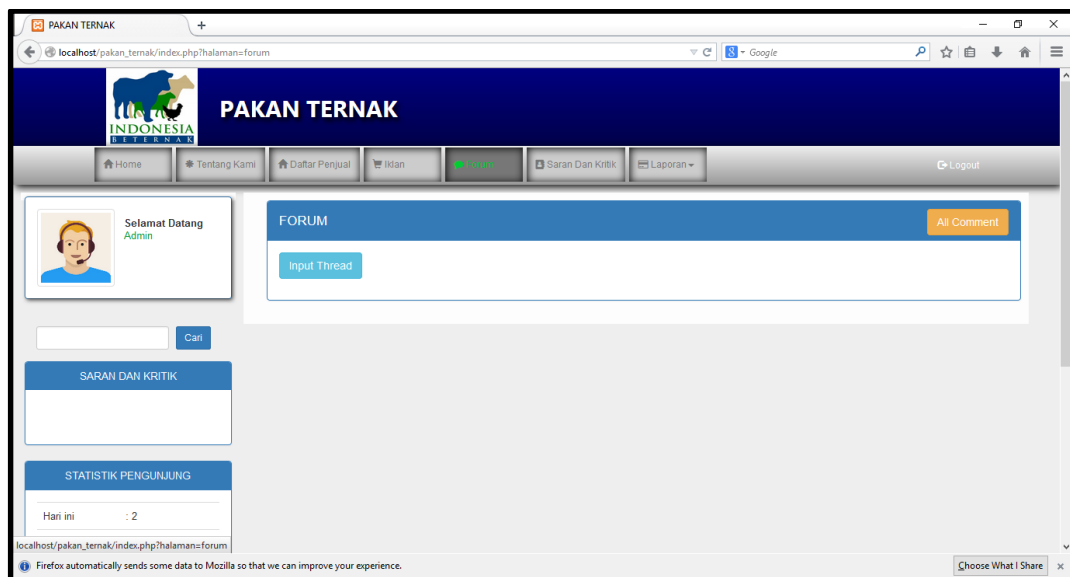 PAKAN TERNAK
+
localhost/pakan_ternak/index.php?halaman=forum
Google
INDONESIA
BETERNAK
PAKAN TERNAK
Home
Tentang Kami
Daftar Penjual
Iklan
Forum
Saran Dan Kritik
Laporan
Logout
Selamat Datang
Admin
FORUM
All Comment
Input Thread
Cari
SARAN DAN KRITIK
STATISTIK PENGUNJUNG
Hari ini : 2
localhost/pakan_ternak/index.php?halaman=forum
Firefox automatically sends some data to Mozilla so that we can improve your experience.
Choose What I Share